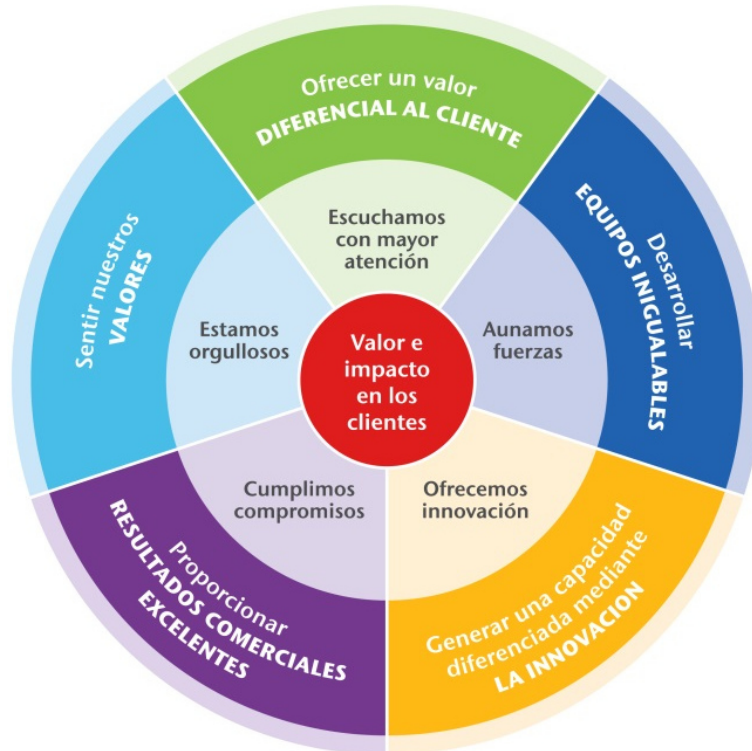 Ofrecer un valor
DIFERENCIAL AL CLIENTE
Escuchamos
con mayor
atención
Desarrollar
EQUIPOS INIGUALABLES
Aunamos
fuerzas
Generar una capacidad
diferenciada mediante
LA INNOVACION
Ofrecemos
innovación
Proporcionar
RESULTADOS COMERCIALES
EXCELENTES
Cumplimos
compromisos
Sentir nuestros
VALORES
Estamos
orgullosos
Valor e
impacto
en los
clientes